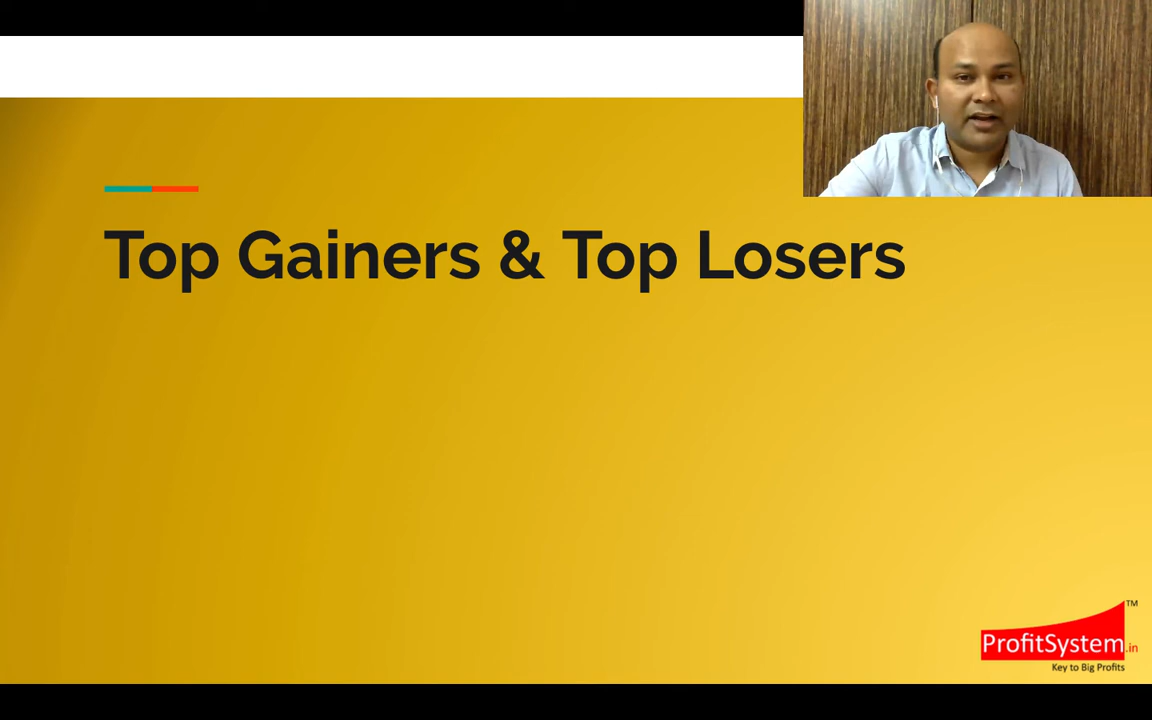 Top Gainers & Top Losers
TM
ProfitSystem.in
Key to Big Profits